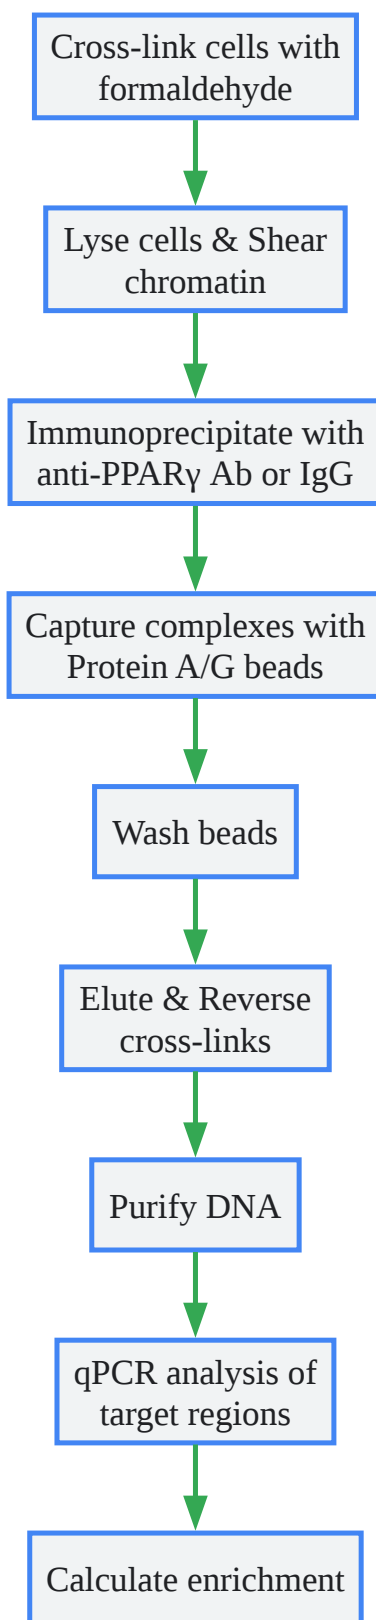 Cross-link cells with
formaldehyde
Lyse cells & Shear
chromatin
Immunoprecipitate with
anti-PPARγ Ab or IgG
Capture complexes with
Protein A/G beads
Wash beads
Elute & Reverse
cross-links
Purify DNA
qPCR analysis of
target regions
Calculate enrichment